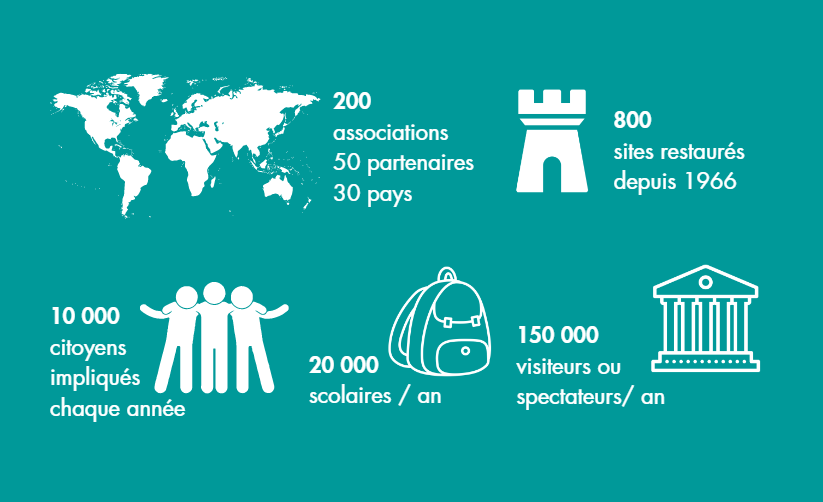 200
associations
50 partenaires
30 pays
800
sites restaurés
depuis 1966
10 000
citoyens
impliqués
chaque année
20 000
scolaires / an
150 000
visiteurs ou
spectateurs/ an